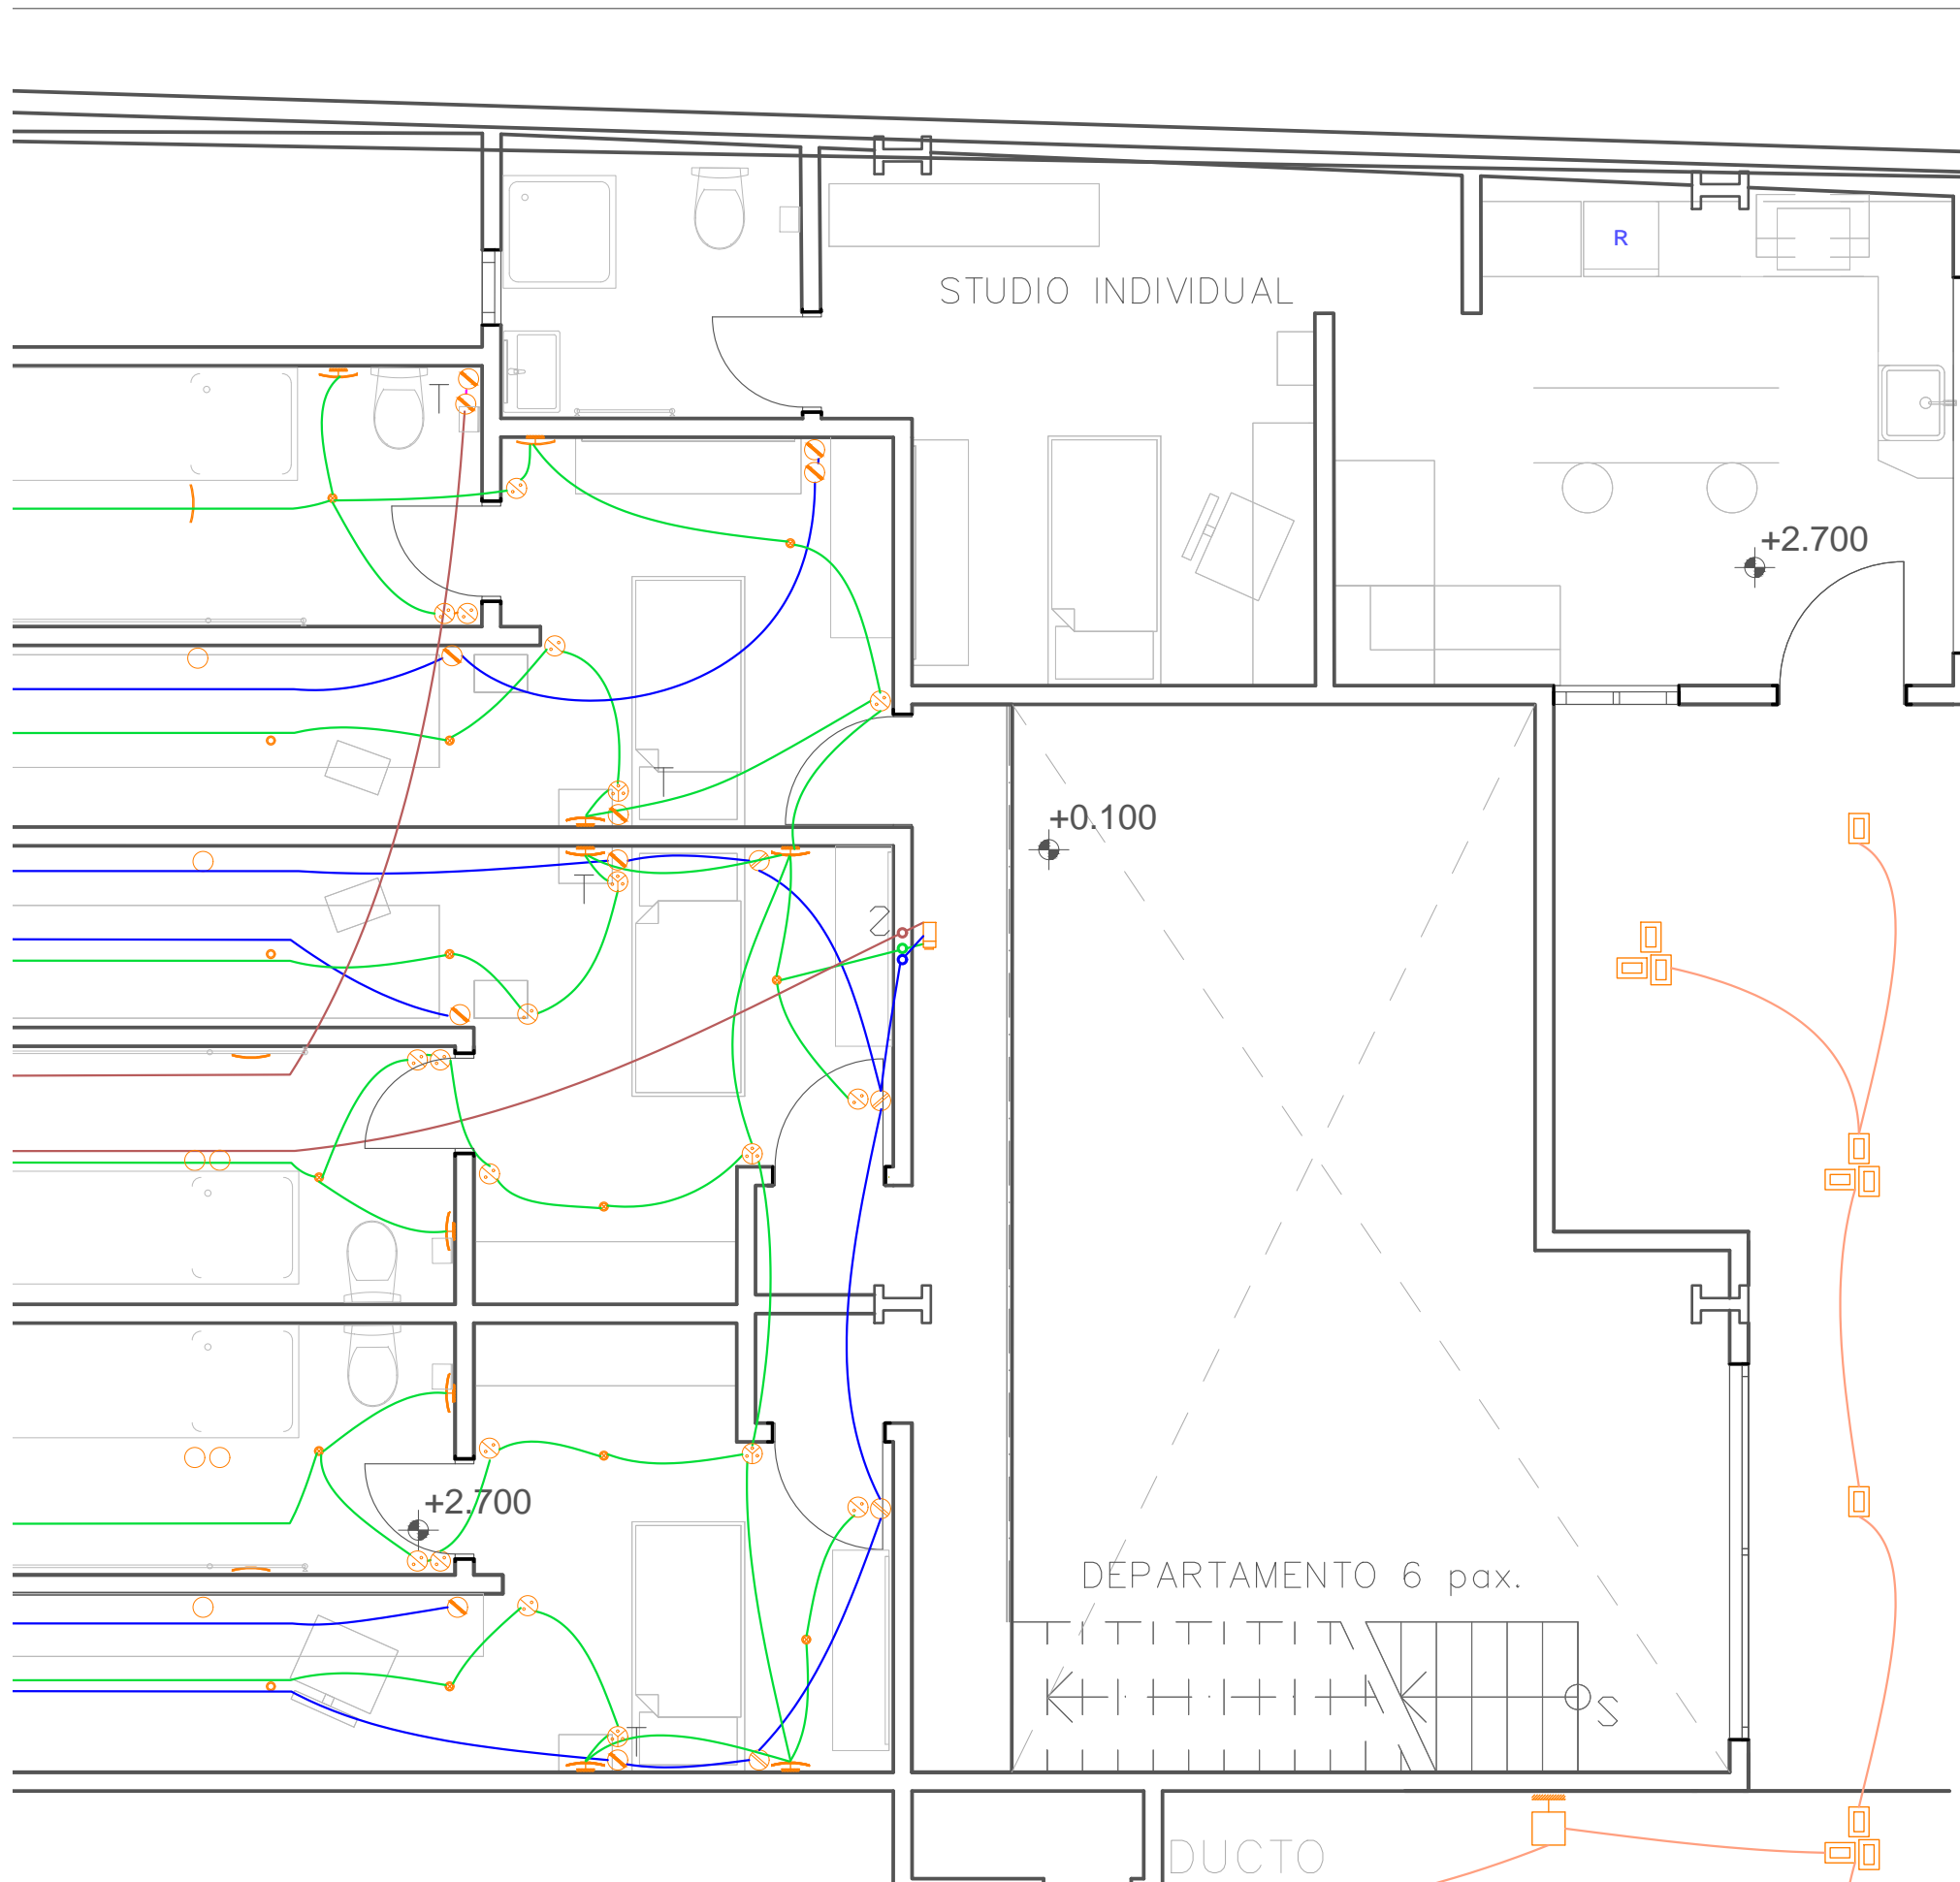 R
STUDIO INDIVIDUAL
T
+2.700
T
+0.100
T
2
+2.700
DEPARTAMENTO 6 pax.
T
S
DUCTO